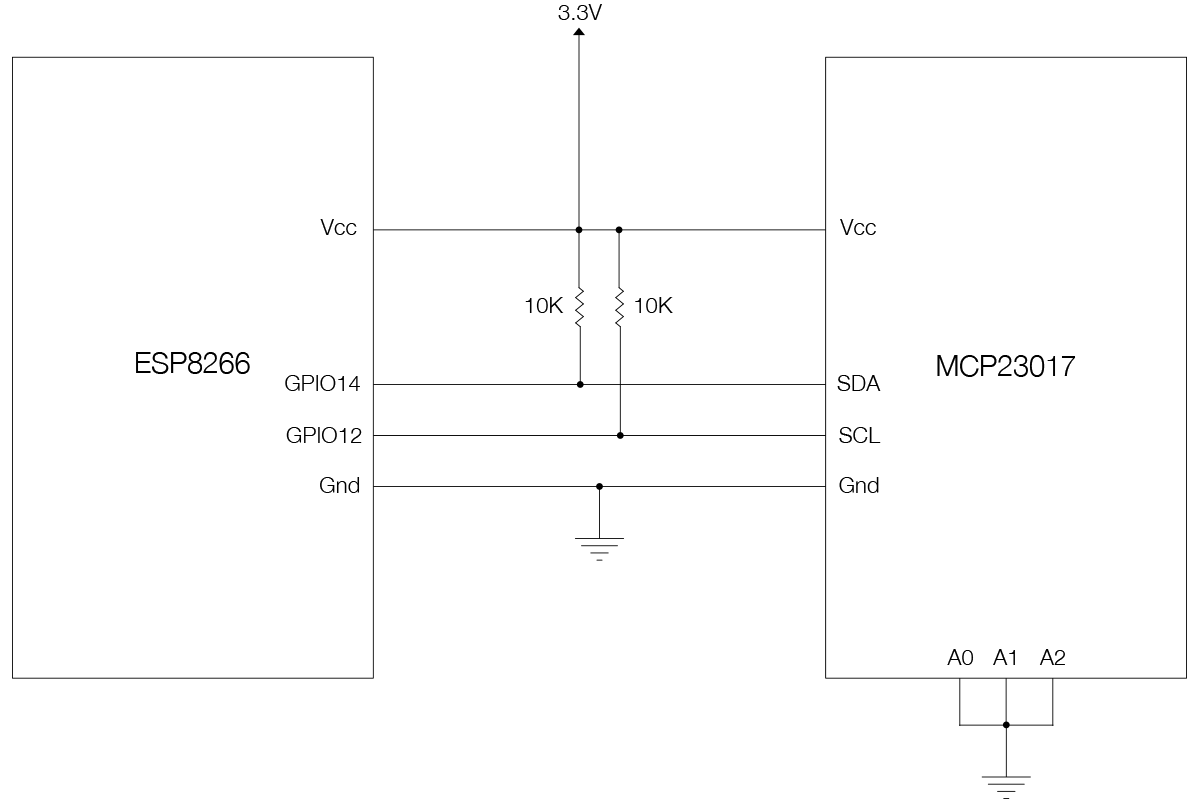 3.3V
Vcc
Vcc
10K
10K
ESP8266
MCP23017
GPIO14
SDA
GPIO12
SCL
Gnd
Gnd
A0 A1 A2